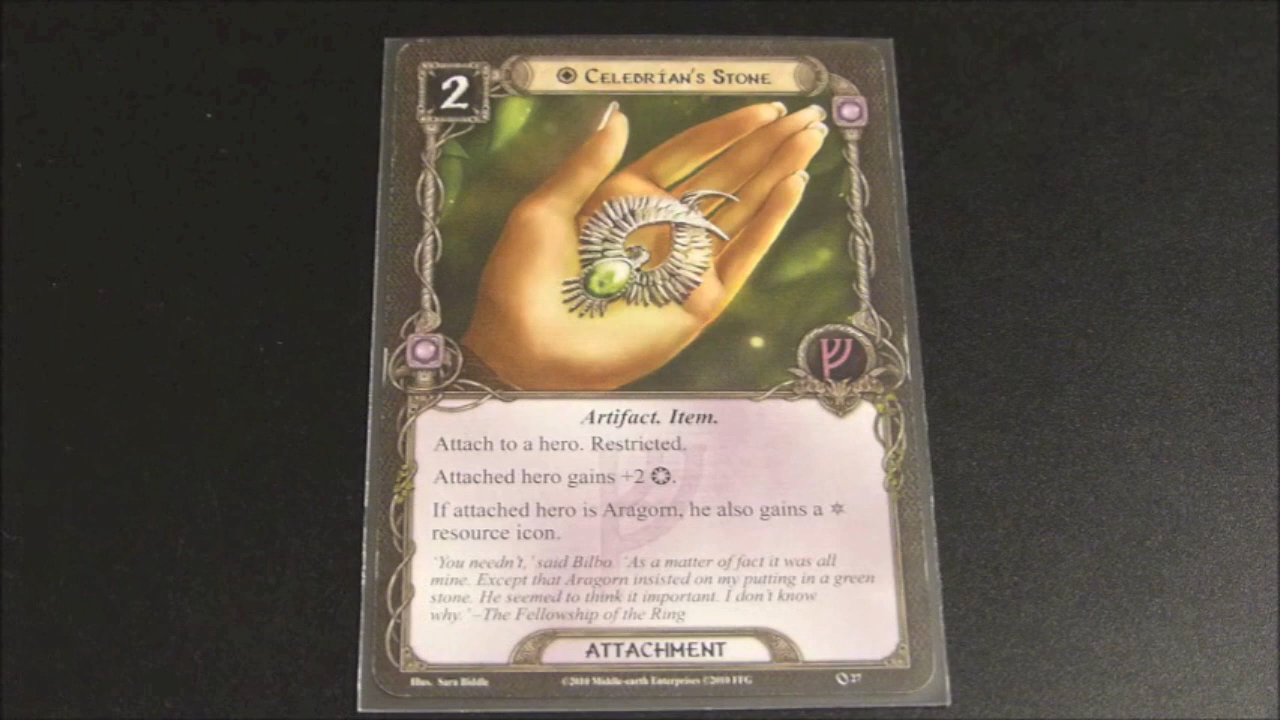 2
CELEBRÍAN'S STONE
Artifact. Item.
Attach to a hero. Restricted.
Attached hero gains +2 .
If attached hero is Aragorn, he also gains a
resource icon.
'You needn't,' said Bilbo. 'As a matter of fact it was all
mine. Except that Aragorn insisted on my putting in a green
stone. He seemed to think it important. I don't know
why.' –The Fellowship of the Ring
ATTACHMENT
Illus. Sara Biddle ©2010 Middle-earth Enterprises ©2010 FFG 27